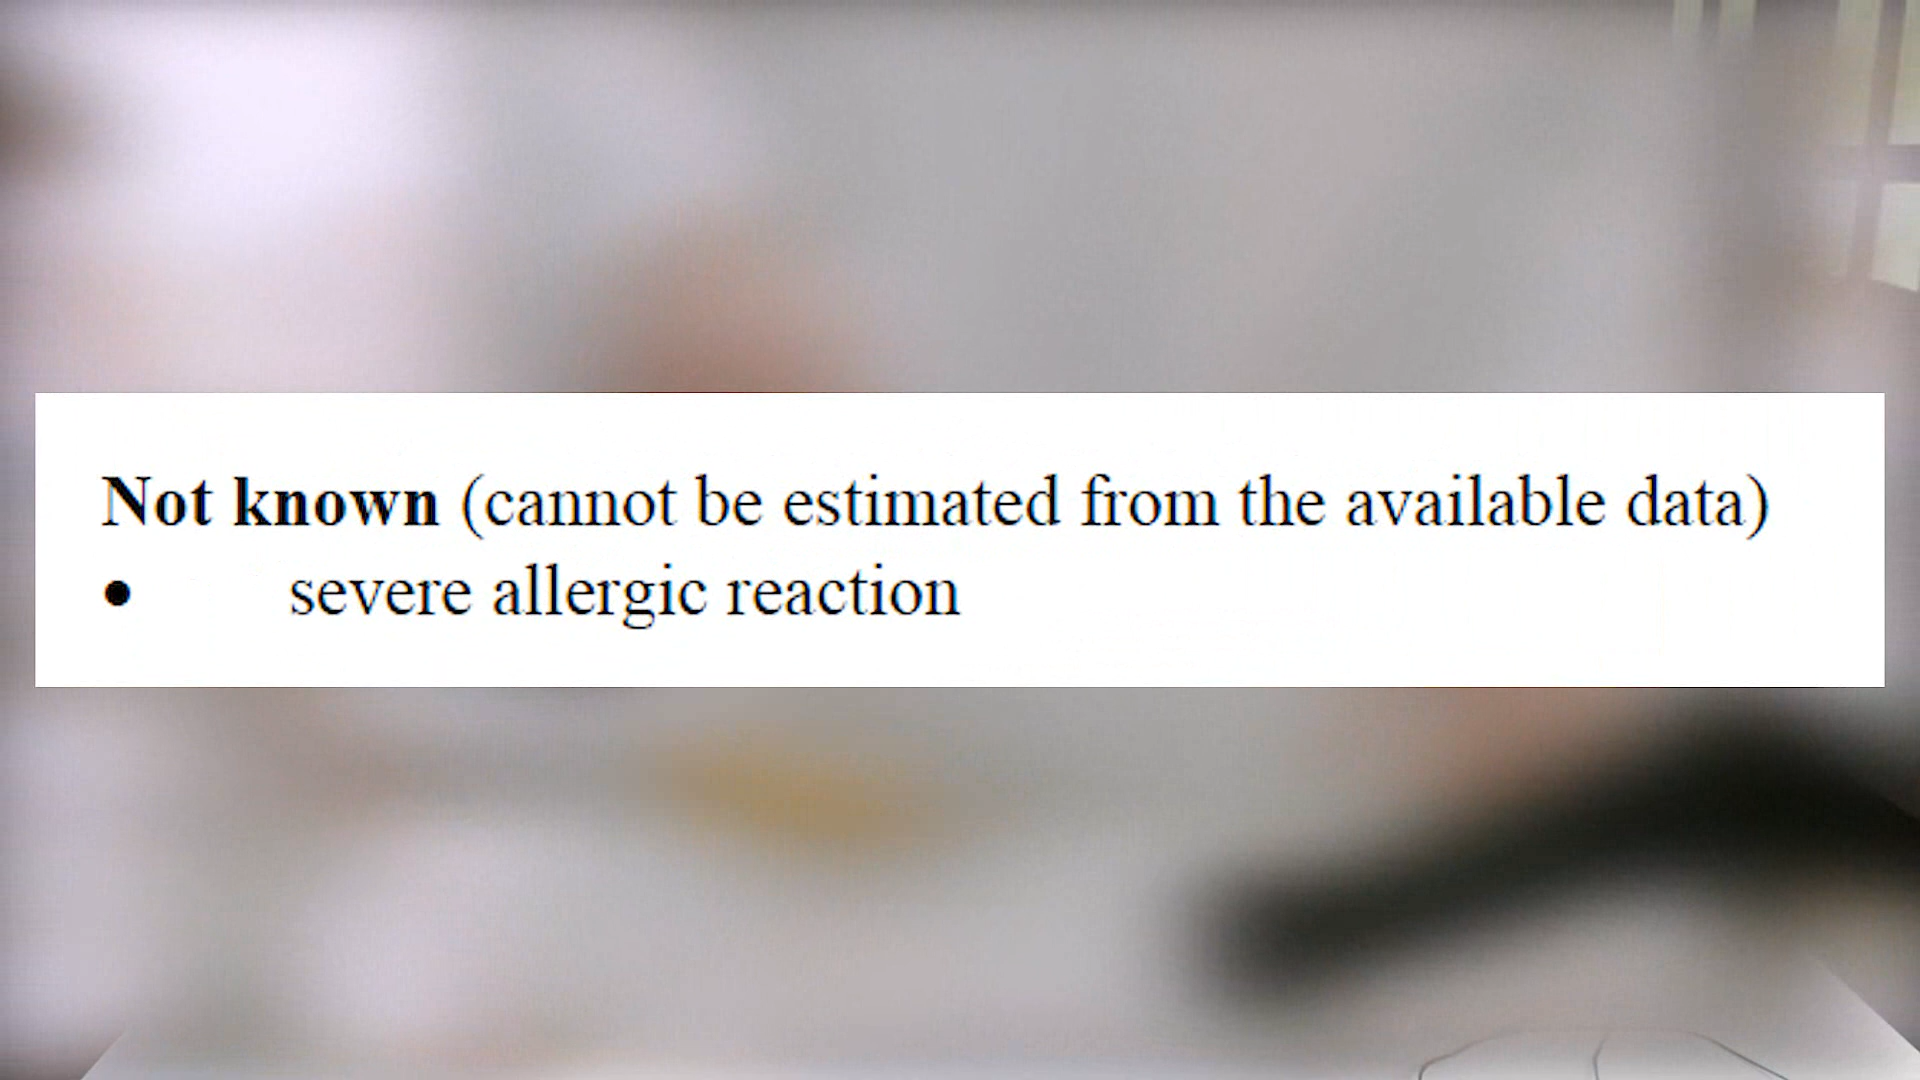 Not known (cannot be estimated from the available data)
• severe allergic reaction